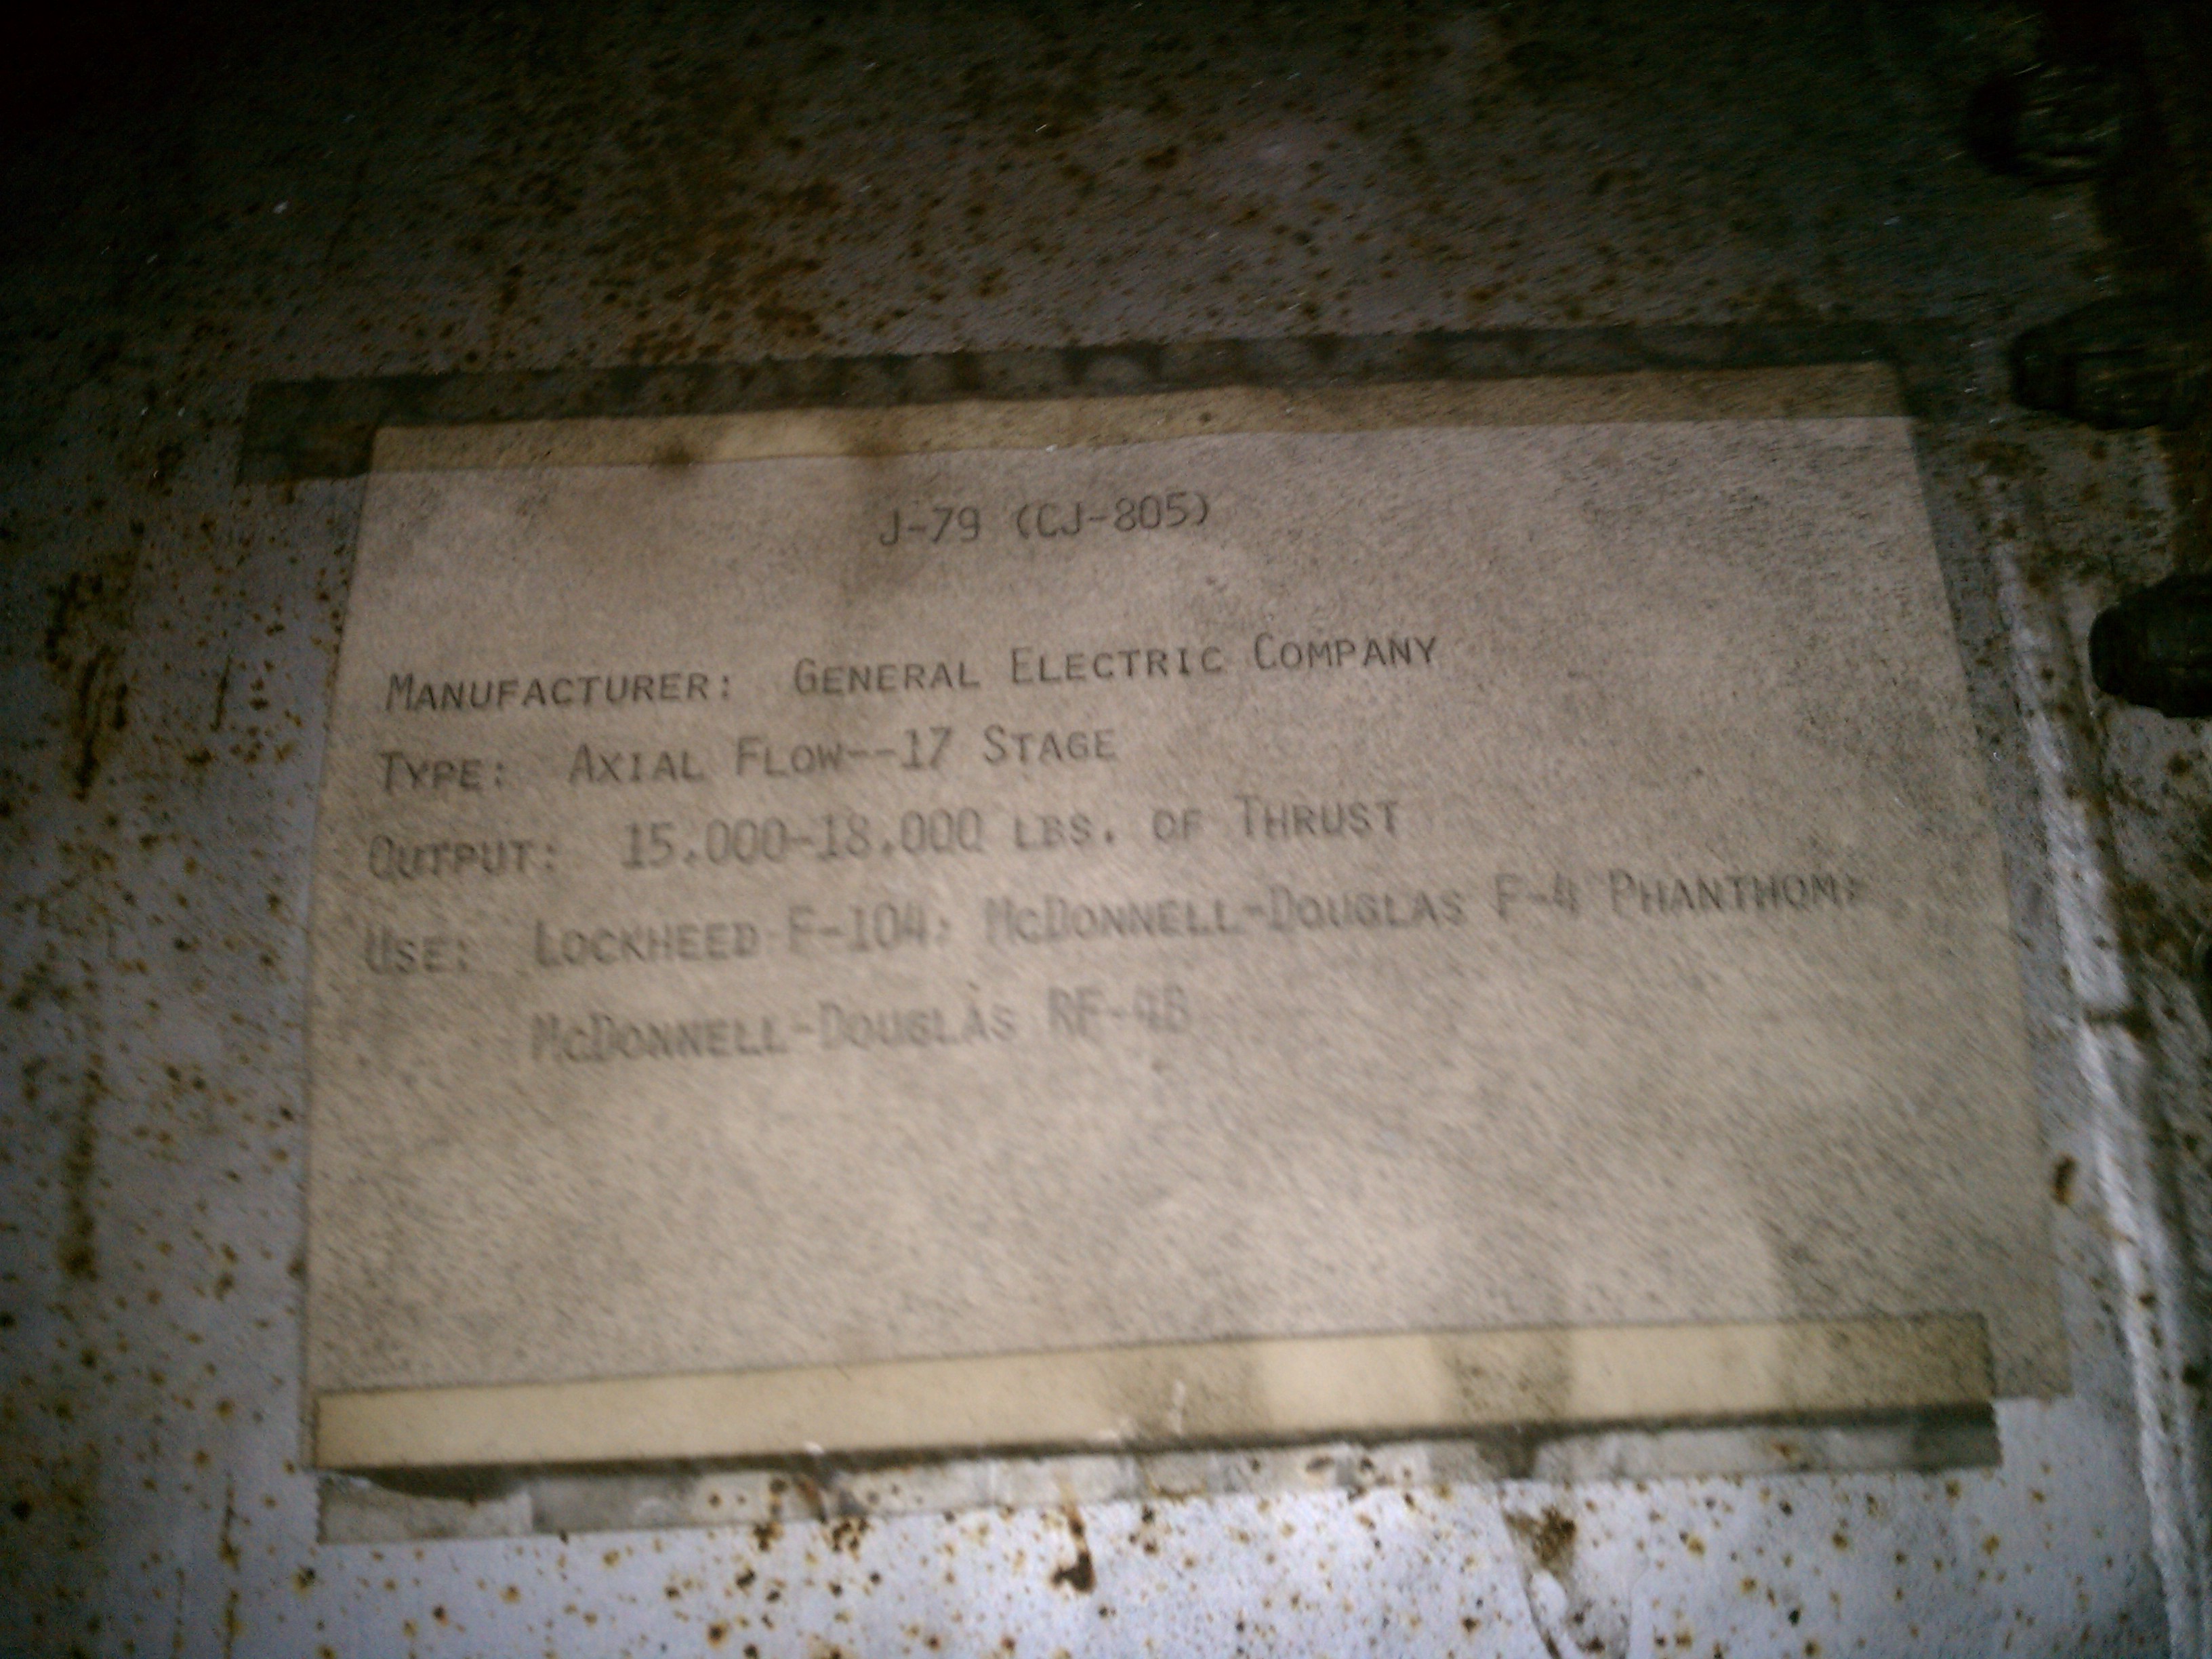 J-79 (CJ-805)
MANUFACTURER: GENERAL ELECTRIC COMPANY
TYPE: AXIAL FLOW--17 STAGE
OUTPUT: 15,000-18,000 LBS. OF THRUST
USE: LOCKHEED F-104; MCDONNELL-DOUGLAS F-4 PHANTHOM;
MCDONNELL-DOUGLAS RF-4B